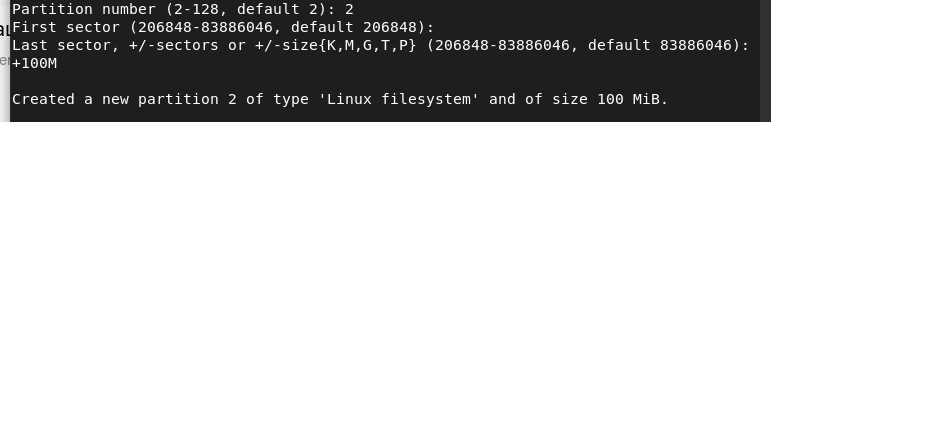 Partition number (2-128, default 2): 2
First sector (206848-83886046, default 206848):
Last sector, +/-sectors or +/-size{K,M,G,T,P} (206848-83886046, default 83886046):
+100M
Created a new partition 2 of type 'Linux filesystem' and of size 100 MiB.